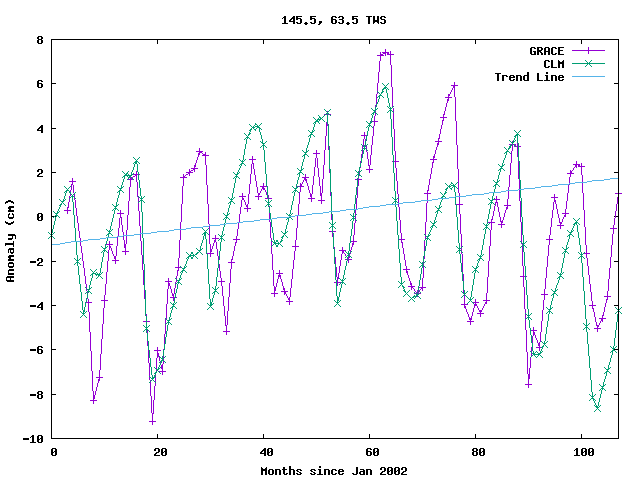 145.5, 63.5 TWS
GRACE
CLM
Trend Line
8
6
4
2
0
-2
-4
-6
-8
-10
Anomaly (cm)
0 20 40 60 80 100
Months since Jan 2002